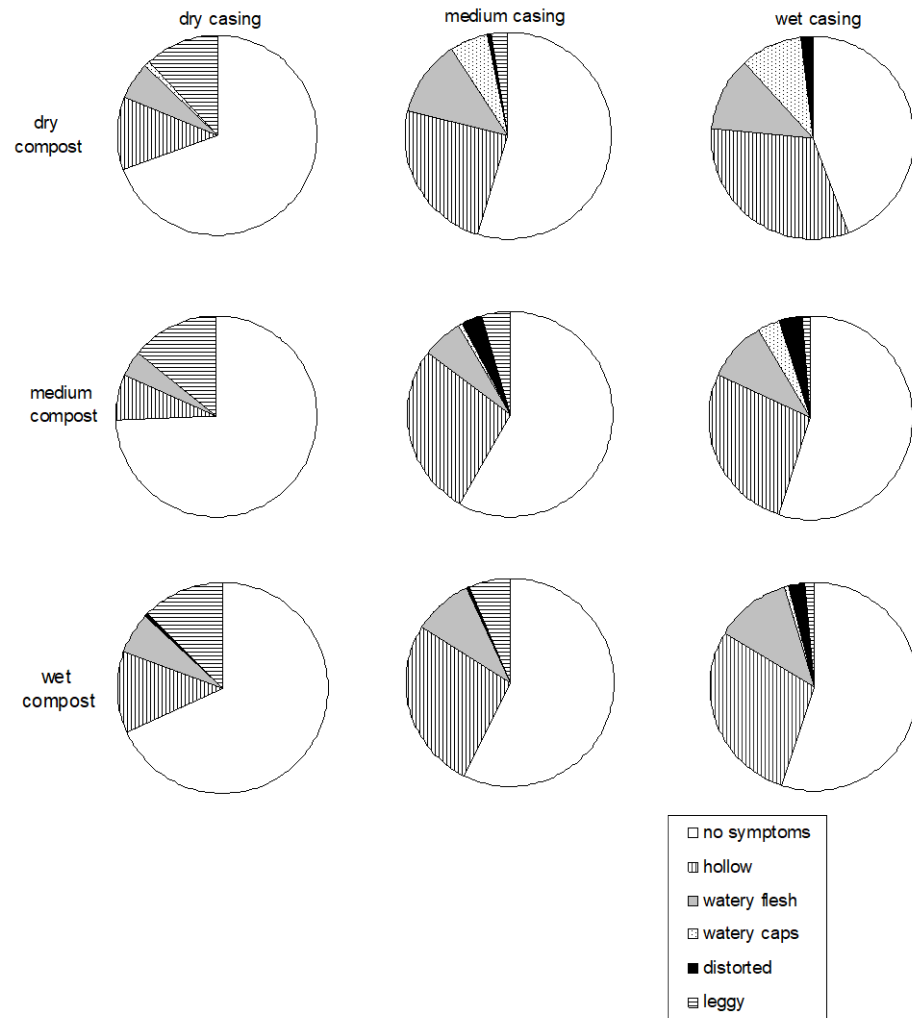 dry casing
medium casing
wet casing
dry
compost
medium
compost
wet
compost
no symptoms
hollow
watery flesh
watery caps
distorted
leggy